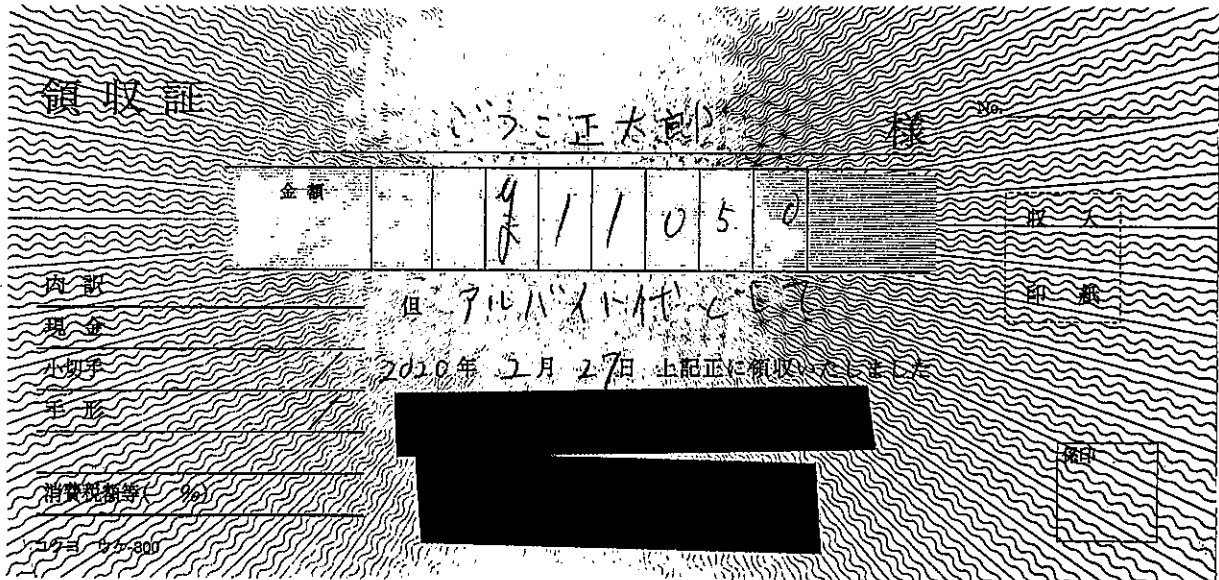 領収証
じつこ正太郎 様 No.
金額 ¥11050
収入
印紙
但 アルバイト代として
内訳
現金
小切手
手形
2020年 2月 27日 上記正に領収いたしました
消費税額等( %)
係印
コクヨ ウケ-800